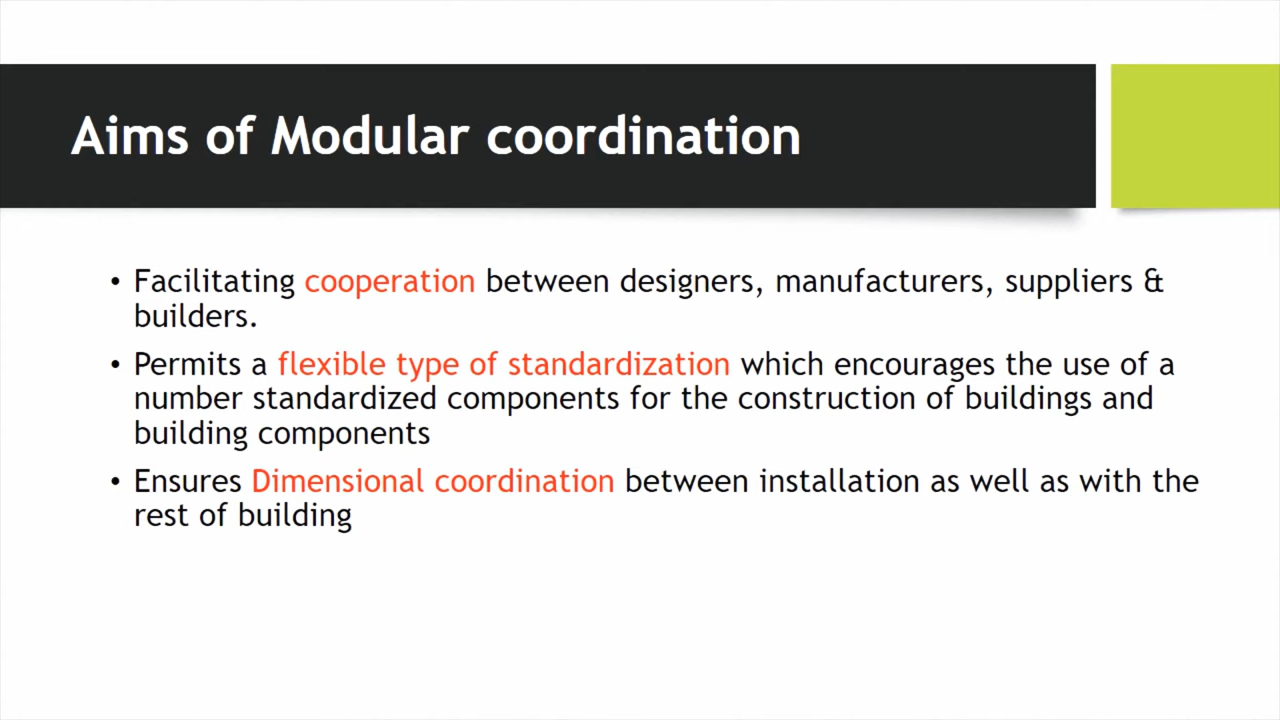 Aims of Modular coordination
• Facilitating cooperation between designers, manufacturers, suppliers &
builders.
• Permits a flexible type of standardization which encourages the use of a
number standardized components for the construction of buildings and
building components
• Ensures Dimensional coordination between installation as well as with the
rest of building